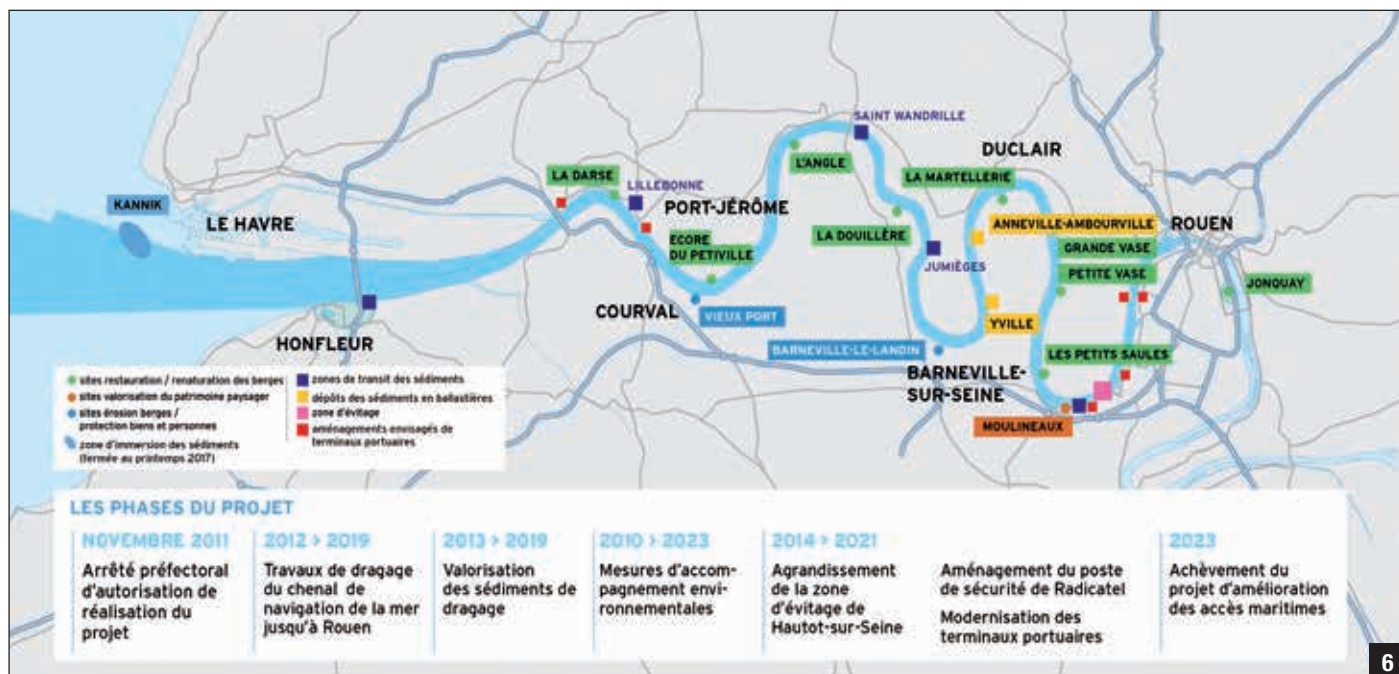 SAINT WANDRILLE
DUCLAIR
L'ANGLE
LA DARSE
LILLEBONNE
LA MARTELLERIE
KANNIK
LE HAVRE
PORT-JÉRÔME
ANNEVILLE-AMBOURVILLE
ROUEN
LA DOUILLÈRE
ECORE
DU PETIVILLE
GRANDE VASE
JUMIÈGES
PETITE VASE
JONQUAY
COURVAL
VIEUX PORT
YVILLE
HONFLEUR
BARNEVILLE-LE-LANDIN
LES PETITS SAULES
BARNEVILLE-
SUR-SEINE
MOULINEAUX
sites restauration / renaturation des berges
sites valorisation du patrimoine paysager
sites érosion berges /
protection biens et personnes
zone d'immersion des sédiments
(fermée au printemps 2017)
zones de transit des sédiments
dépôts des sédiments en ballastières
zone d'évitage
aménagements envisagés de
terminaux portuaires
LES PHASES DU PROJET
NOVEMBRE 2011
Arrêté préfectoral
d'autorisation de
réalisation du
projet
2012 > 2019
Travaux de dragage
du chenal de
navigation de la mer
jusqu'à Rouen
2013 > 2019
Valorisation
des sédiments de
dragage
2010 > 2023
Mesures d'accom-
pagnement envi-
ronnementales
2014 > 2021
Agrandissement
de la zone
d'évitage de
Hautot-sur-Seine
Aménagement du poste
de sécurité de Radicatel
Modernisation des
terminaux portuaires
2023
Achèvement du
projet d'amélioration
des accès maritimes
6